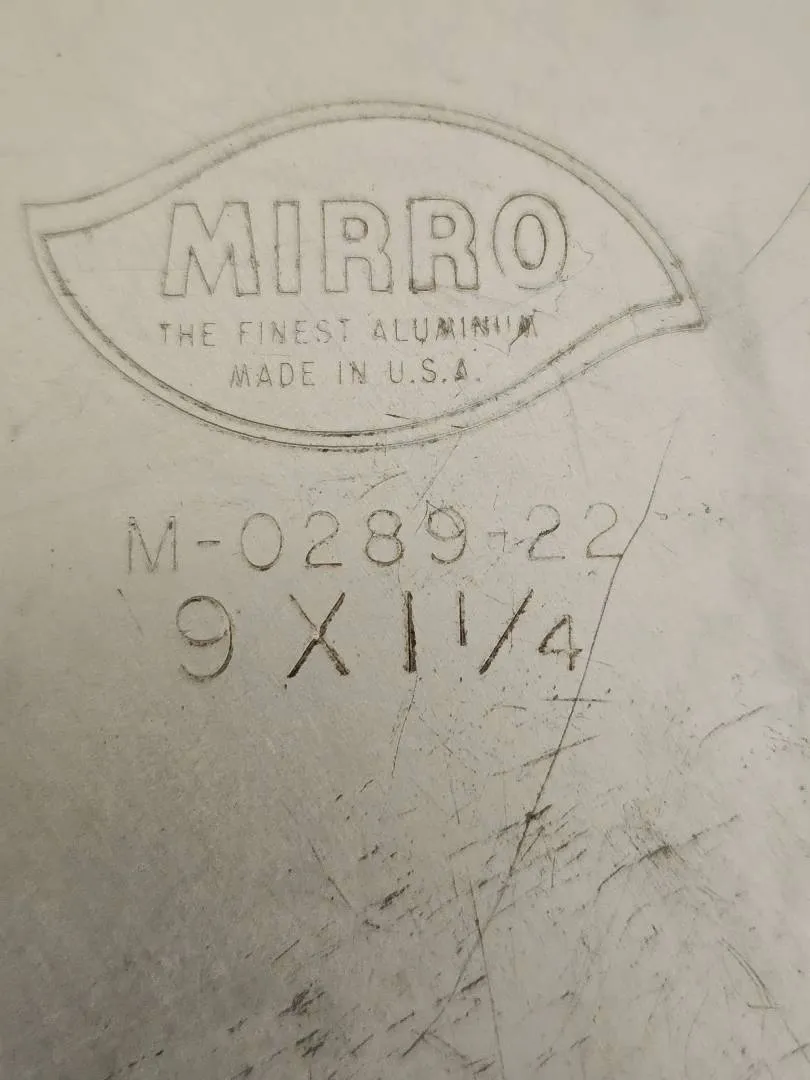 MIRRO
THE FINEST ALUMINUM
MADE IN U.S.A.
M-0289-22
9 X 1 1/4